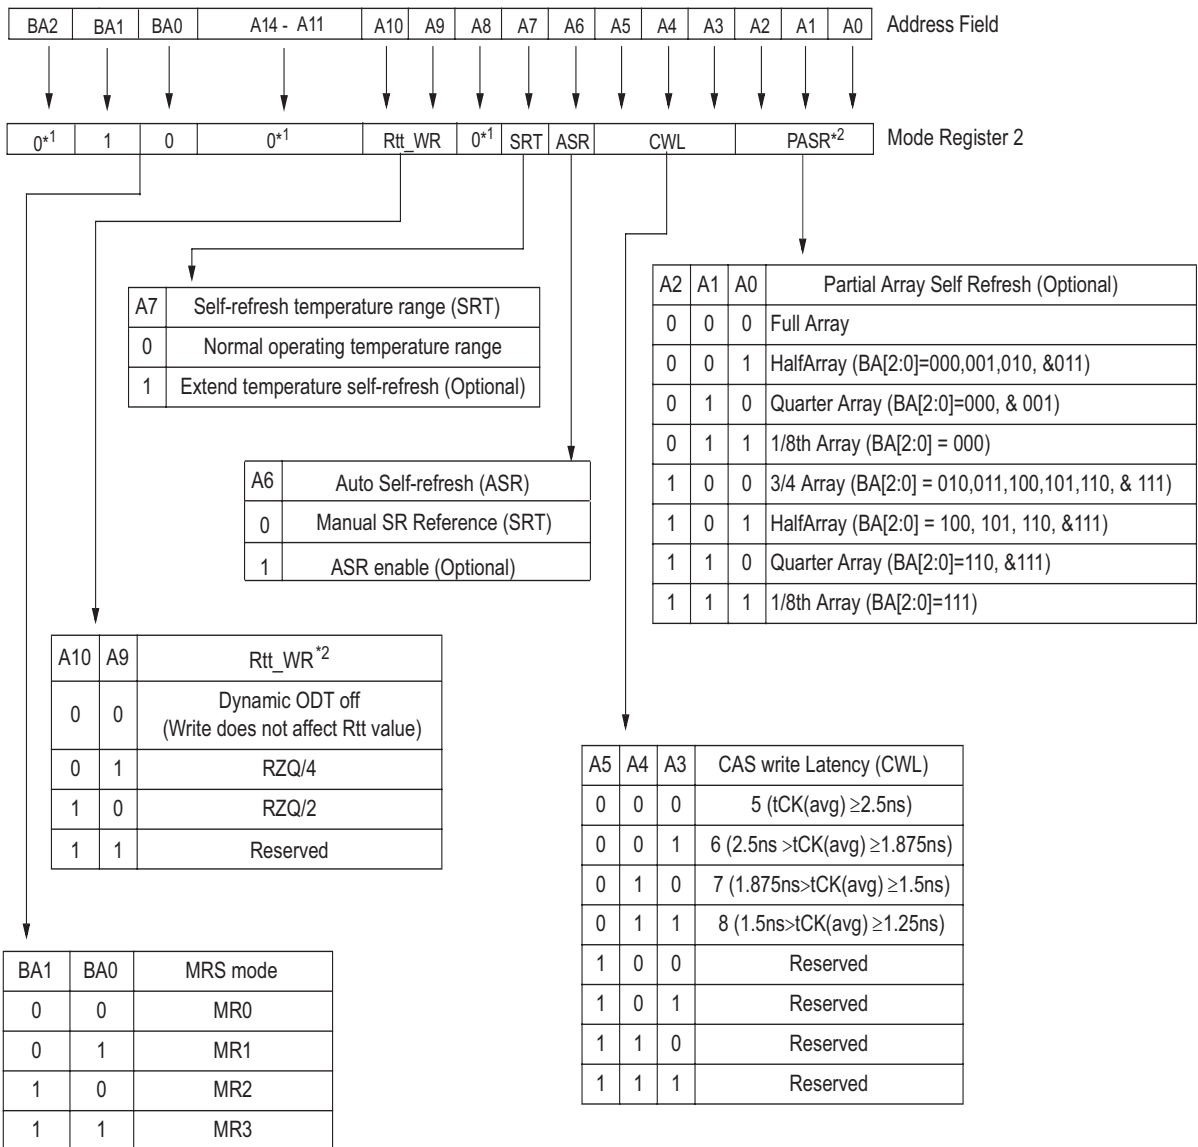 BA2 BA1 BA0 A14 - A11 A10 A9 A8 A7 A6 A5 A4 A3 A2 A1 A0 Address Field
0*1 1 0 0*1 Rtt_WR 0*1 SRT ASR CWL PASR*2 Mode Register 2
A7 Self-refresh temperature range (SRT)
0 Normal operating temperature range
1 Extend temperature self-refresh (Optional)
A2 A1 A0 Partial Array Self Refresh (Optional)
0 0 0 Full Array
0 0 1 HalfArray (BA[2:0]=000,001,010, &011)
0 1 0 Quarter Array (BA[2:0]=000, & 001)
0 1 1 1/8th Array (BA[2:0] = 000)
1 0 0 3/4 Array (BA[2:0] = 010,011,100,101,110, & 111)
1 0 1 HalfArray (BA[2:0] = 100, 101, 110, &111)
1 1 0 Quarter Array (BA[2:0]=110, &111)
1 1 1 1/8th Array (BA[2:0]=111)
A6 Auto Self-refresh (ASR)
0 Manual SR Reference (SRT)
1 ASR enable (Optional)
A10 A9 Rtt_WR*2
0 0 Dynamic ODT off
(Write does not affect Rtt value)
0 1 RZQ/4
1 0 RZQ/2
1 1 Reserved
A5 A4 A3 CAS write Latency (CWL)
0 0 0 5 (tCK(avg) ≥2.5ns)
0 0 1 6 (2.5ns >tCK(avg) ≥1.875ns)
0 1 0 7 (1.875ns>tCK(avg) ≥1.5ns)
0 1 1 8 (1.5ns>tCK(avg) ≥1.25ns)
1 0 0 Reserved
1 0 1 Reserved
1 1 0 Reserved
1 1 1 Reserved
BA1 BA0 MRS mode
0 0 MR0
0 1 MR1
1 0 MR2
1 1 MR3